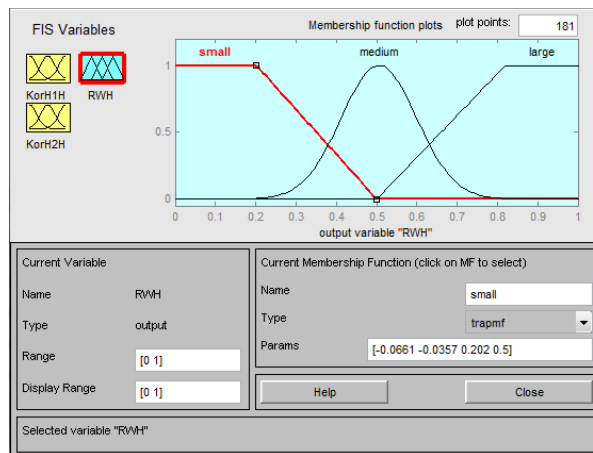 FIS Variables
Membership function plots plot points: 181
small medium large
KorH1H RWH
KorH2H
1
0.5
0
0 0.1 0.2 0.3 0.4 0.5 0.6 0.7 0.8 0.9 1
output variable "RWH"
Current Variable
Name RWH
Type output
Range [0 1]
Display Range [0 1]
Current Membership Function (click on MF to select)
Name small
Type trapmf
Params [-0.0661 -0.0357 0.202 0.5]
Help Close
Selected variable "RWH"